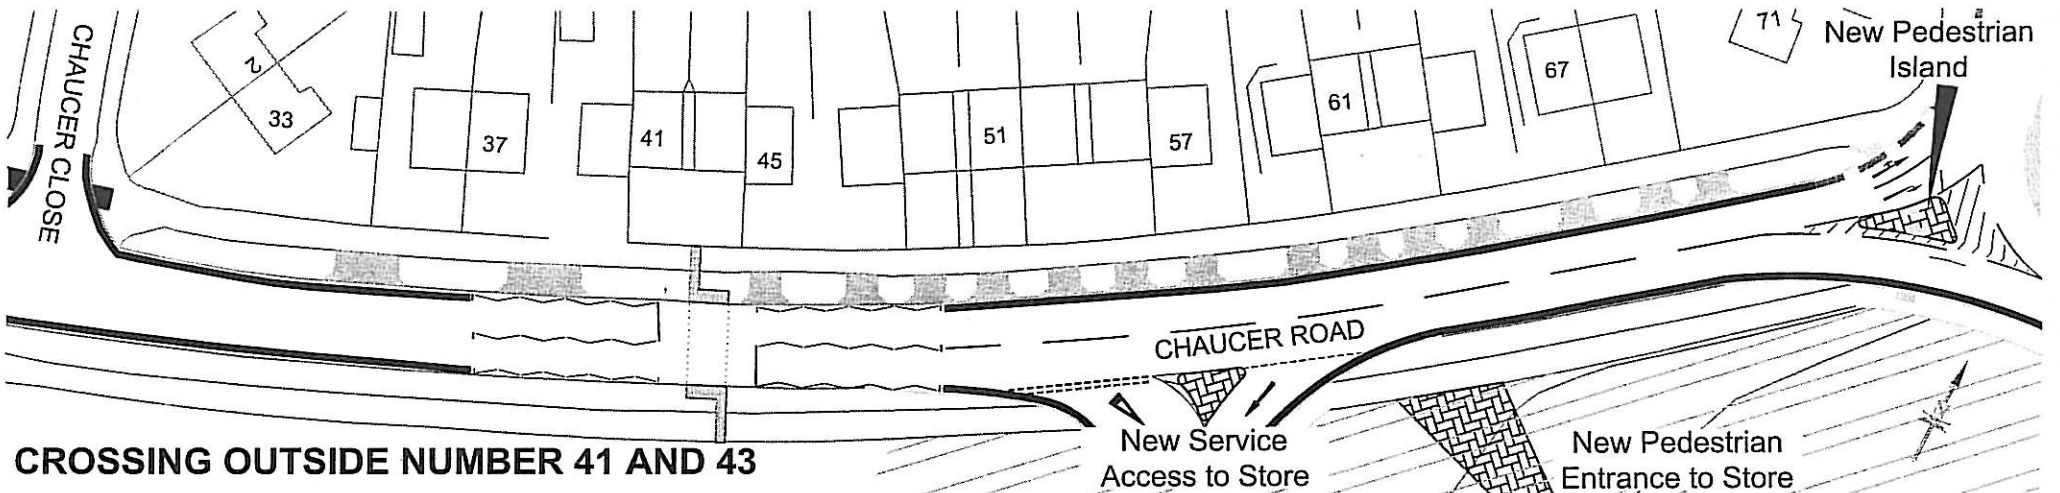 CHAUCER CLOSE
2
33
37
41
45
51
57
61
67
71
New Pedestrian
Island
CHAUCER ROAD
CROSSING OUTSIDE NUMBER 41 AND 43
New Service
Access to Store
New Pedestrian
Entrance to Store